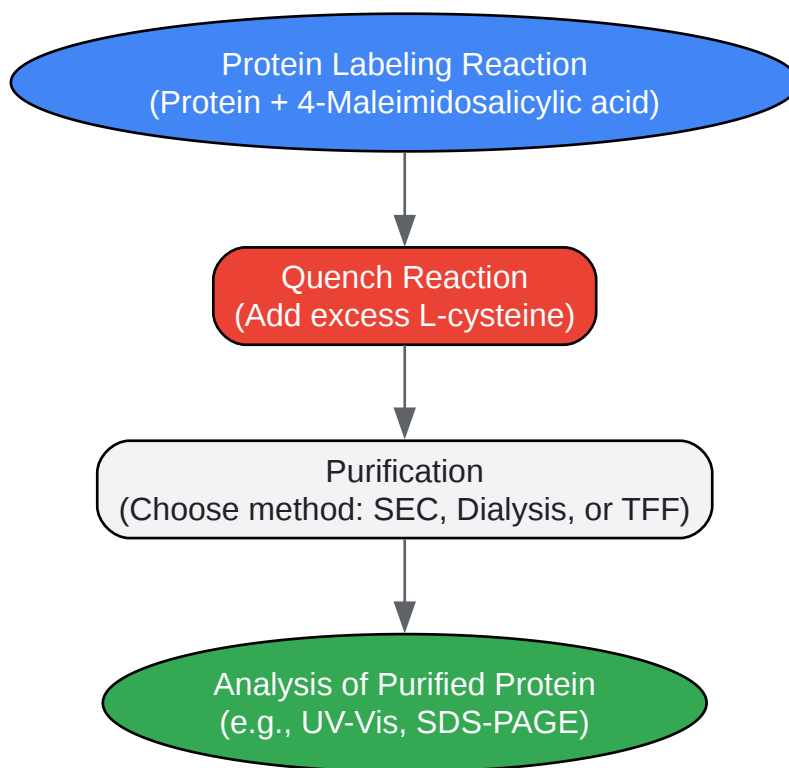 Protein Labeling Reaction
(Protein + 4-Maleimidosalicylic acid)
Quench Reaction
(Add excess L-cysteine)
Purification
(Choose method: SEC, Dialysis, or TFF)
Analysis of Purified Protein
(e.g., UV-Vis, SDS-PAGE)